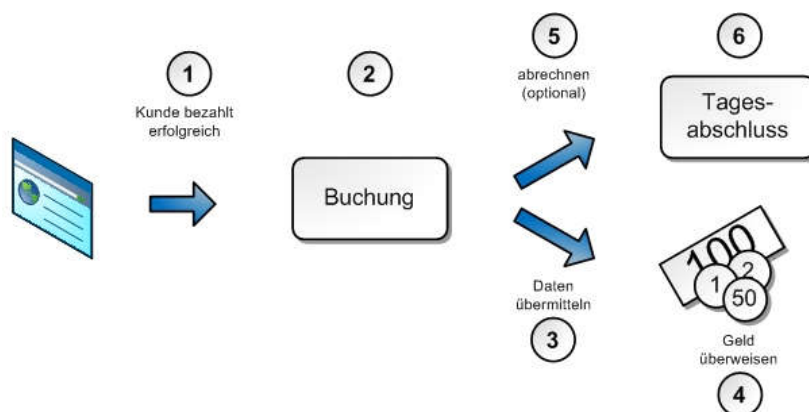 1
Kunde bezahlt
erfolgreich
2
Buchung
5
abrechnen
(optional)
6
Tages-
abschluss
Daten
übermitteln
3
100
1
2
50
Geld
überweisen
4